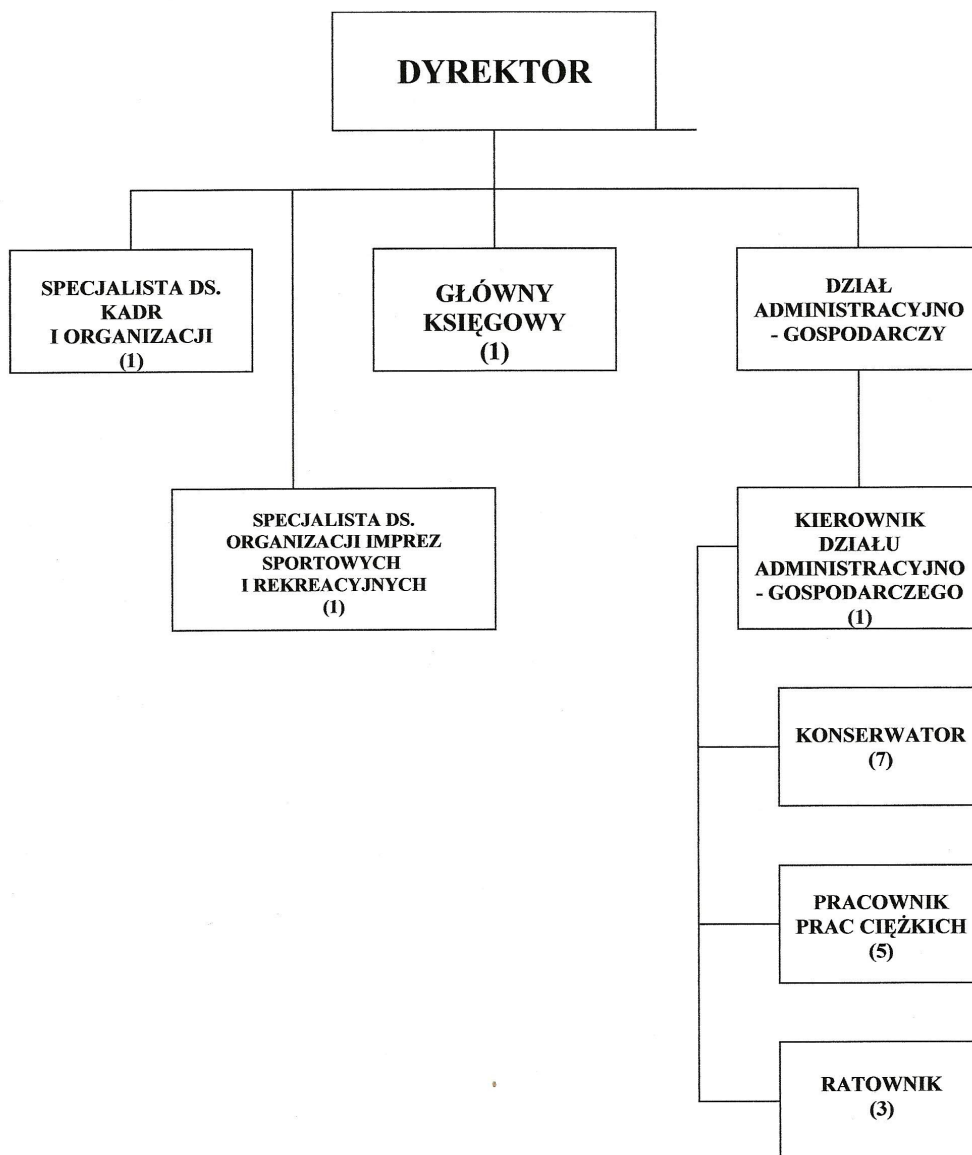 DYREKTOR
SPECJALISTA DS.
KADR
I ORGANIZACJI
(1)
GŁÓWNY
KSIĘGOWY
(1)
DZIAŁ
ADMINISTRACYJNO
- GOSPODARCZY
SPECJALISTA DS.
ORGANIZACJI IMPREZ
SPORTOWYCH
I REKREACYJNYCH
(1)
KIEROWNIK
DZIAŁU
ADMINISTRACYJNO
- GOSPODARCZEGO
(1)
KONSERWATOR
(7)
PRACOWNIK
PRAC CIĘŻKICH
(5)
RATOWNIK
(3)